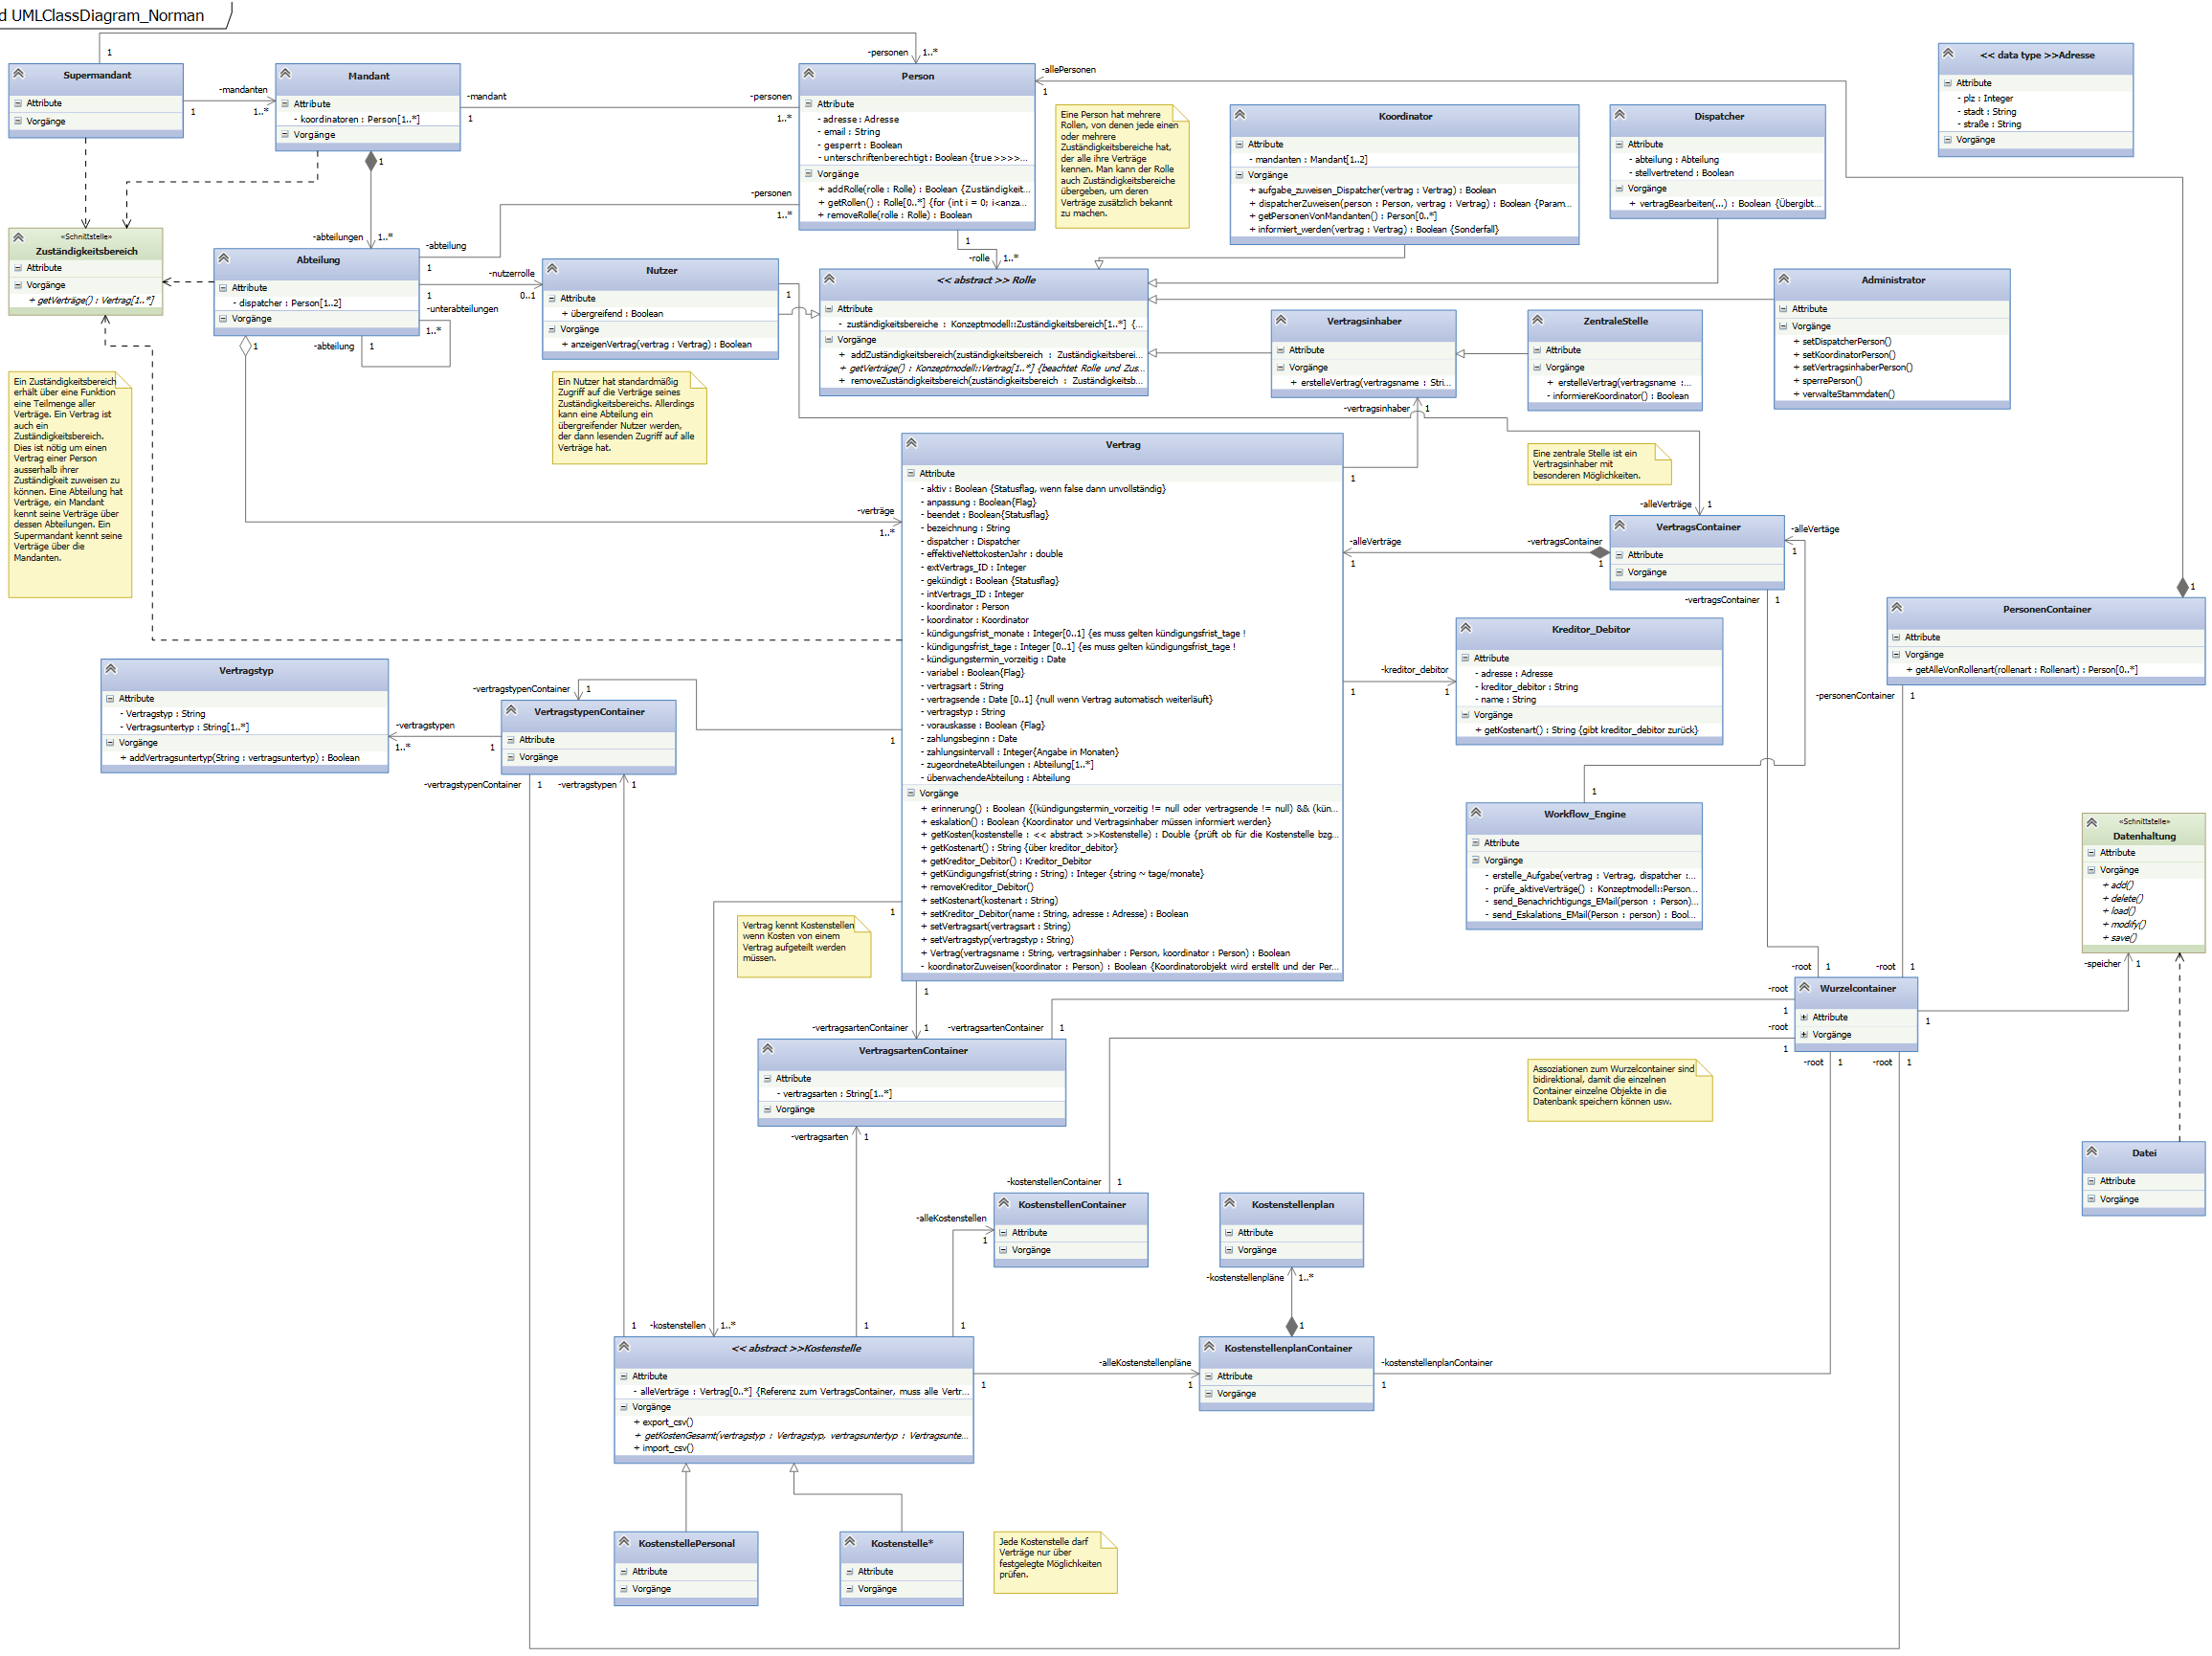 d UMLClassDiagram_Norman
Supermandant
Attribute
Vorgänge
1
-personen
1..*
-mandanten
1
1..*
Mandant
Attribute
- koordinatoren : Person[1..*]
Vorgänge
-mandant
1
-personen
1..*
Person
Attribute
- adresse : Adresse
- email : String
- gesperrt : Boolean
- unterschriftenberechtigt : Boolean {true >>>>...
Vorgänge
+ addRolle(rolle : Rolle) : Boolean {Zuständigkeit...
+ getRollen() : Rolle[0..*] {for (int i = 0; i<anza...
+ removeRolle(rolle : Rolle) : Boolean
-allePersonen
1
Eine Person hat mehrere
Rollen, von denen jede einen
oder mehrere
Zuständigkeitsbereiche hat,
der alle ihre Verträge
kennen. Man kann der Rolle
auch Zuständigkeitsbereiche
übergeben, um deren
Verträge zusätzlich bekannt
zu machen.
Koordinator
Attribute
- mandanten : Mandant[1..2]
Vorgänge
+ aufgabe_zuweisen_Dispatcher(vertrag : Vertrag) : Boolean
+ dispatcherZuweisen(person : Person, vertrag : Vertrag) : Boolean {Param...
+ getPersonenVonMandanten() : Person[0..*]
+ informiert_werden(vertrag : Vertrag) : Boolean {Sonderfall}
Dispatcher
Attribute
- abteilung : Abteilung
- stellvertretend : Boolean
Vorgänge
+ vertragBearbeiten(...) : Boolean {Übergibt...
<< data type >>Adresse
Attribute
- plz : Integer
- stadt : String
- straße : String
Vorgänge
«Schnittstelle»
Zuständigkeitsbereich
Attribute
Vorgänge
+ getVerträge() : Vertrag[1..*]
1
-abteilungen
1..*
Abteilung
Attribute
- dispatcher : Person[1..2]
Vorgänge
-abteilung
1
-personen
1..*
-nutzerrolle
1
0..1
-unterabteilungen
1..*
-abteilung
1
1
Nutzer
Attribute
+ übergreifend : Boolean
Vorgänge
+ anzeigenVertrag(vertrag : Vertrag) : Boolean
1
1
-rolle
1..*
<< abstract >> Rolle
Attribute
- zuständigkeitsbereiche : Konzeptmodell::Zuständigkeitsbereich[1..*] {...
Vorgänge
+ addZuständigkeitsbereich(zuständigkeitsbereich : Zuständigkeitsberei...
+ getVerträge() : Konzeptmodell::Vertrag[1..*] {beachtet Rolle und Zus...
+ removeZuständigkeitsbereich(zuständigkeitsbereich : Zuständigkeitsb...
Vertragsinhaber
Attribute
Vorgänge
+ erstelleVertrag(vertragsname : Stri...
ZentraleStelle
Attribute
Vorgänge
+ erstelleVertrag(vertragsname :...
- informiereKoordinator() : Boolean
Administrator
Attribute
Vorgänge
+ setDispatcherPerson()
+ setKoordinatorPerson()
+ setVertragsinhaberPerson()
+ sperrePerson()
+ verwalteStammdaten()
Ein Zuständigkeitsbereich
erhält über eine Funktion
eine Teilmenge aller
Verträge. Ein Vertrag ist
auch ein
Zuständigkeitsbereich.
Dies ist nötig um einen
Vertrag einer Person
ausserhalb ihrer
Zuständigkeit zuweisen zu
können. Eine Abteilung hat
Verträge, ein Mandant
kennt seine Verträge über
dessen Abteilungen. Ein
Supermandant kennt seine
Verträge über die
Mandanten.
Ein Nutzer hat standardmäßig
Zugriff auf die Verträge seines
Zuständigkeitsbereichs. Allerdings
kann eine Abteilung ein
übergreifender Nutzer werden,
der dann lesenden Zugriff auf alle
Verträge hat.
-vertragsinhaber
1
1
Eine zentrale Stelle ist ein
Vertragsinhaber mit
besonderen Möglichkeiten.
-verträge
1..*
Vertrag
Attribute
- aktiv : Boolean {Statusflag, wenn false dann unvollständig}
- anpassung : Boolean{Flag}
- beendet : Boolean{Statusflag}
- bezeichnung : String
- dispatcher : Dispatcher
- effektiveNettokostenJahr : double
- extVertrags_ID : Integer
- gekündigt : Boolean {Statusflag}
- intVertrags_ID : Integer
- koordinator : Person
- koordinator : Koordinator
- kündigungsfrist_monate : Integer[0..1] {es muss gelten kündigungsfrist_tage !
- kündigungsfrist_tage : Integer [0..1] {es muss gelten kündigungsfrist_tage !
- kündigungstermin_vorzeitig : Date
- variabel : Boolean{Flag}
- vertragsart : String
- vertragsende : Date [0..1] {null wenn Vertrag automatisch weiterläuft}
- vertragstyp : String
- vorauskasse : Boolean {Flag}
- zahlungsbeginn : Date
- zahlungsintervall : Integer{Angabe in Monaten}
- zugeordneteAbteilungen : Abteilung[1..*]
- überwachendeAbteilung : Abteilung
Vorgänge
+ erinnerung() : Boolean {(kündigungstermin_vorzeitig != null oder vertragsende != null) && (kün...
+ eskalation() : Boolean {Koordinator und Vertragsinhaber müssen informiert werden}
+ getKosten(kostenstelle : << abstract >>Kostenstelle) : Double {prüft ob für die Kostenstelle bzg...
+ getKostenart() : String {über kreditor_debitor}
+ getKreditor_Debitor() : Kreditor_Debitor
+ getKündigungsfrist(string : String) : Integer {string ~ tage/monate}
+ removeKreditor_Debitor()
+ setKostenart(kostenart : String)
+ setKreditor_Debitor(name : String, adresse : Adresse) : Boolean
+ setVertragsart(vertragsart : String)
+ setVertragstyp(vertragstyp : String)
+ Vertrag(vertragsname : String, vertragsinhaber : Person, koordinator : Person) : Boolean
- koordinatorZuweisen(koordinator : Person) : Boolean {Koordinatorobjekt wird erstellt und der Per...
-alleVerträge
1
VertragsContainer
Attribute
Vorgänge
-alleVerträge
1
-vertragsContainer
1
-alleVertäge
1
-vertragsContainer
1
1
PersonenContainer
Attribute
Vorgänge
+ getAlleVonRollenart(rollenart : Rollenart) : Person[0..*]
-personenContainer
1
-kreditor_debitor
1
1
Kreditor_Debitor
Attribute
- adresse : Adresse
- kreditor_debitor : String
- name : String
Vorgänge
+ getKostenart() : String {gibt kreditor_debitor zurück}
Vertragstyp
Attribute
- Vertragstyp : String
- Vertragsuntertyp : String[1..*]
Vorgänge
+ addVertragsuntertyp(String : vertragsuntertyp) : Boolean
-vertragstypen
1..*
1
-vertragstypenContainer
1
VertragstypenContainer
Attribute
Vorgänge
1
-vertragstypenContainer
1
-vertragstypen
1
1
Workflow_Engine
Attribute
Vorgänge
- erstelle_Aufgabe(vertrag : Vertrag, dispatcher :...
- prüfe_aktiveVerträge() : Konzeptmodell::Person...
- send_Benachrichtigungs_EMail(person : Person)...
- send_Eskalations_EMail(Person : person) : Bool...
«Schnittstelle»
Datenhaltung
Attribute
Vorgänge
+ add()
+ delete()
+ load()
+ modify()
+ save()
-speicher
1
1
Vertrag kennt Kostenstellen
wenn Kosten von einem
Vertrag aufgeteilt werden
müssen.
-root
1
-root
1
Wurzelcontainer
Attribute
Vorgänge
-root
1
-root
1
1
-root
1
-root
1
1
-vertragsartenContainer
1
-vertragsartenContainer
1
VertragsartenContainer
Attribute
- vertragsarten : String[1..*]
Vorgänge
-vertragsarten
1
Assoziationen zum Wurzelcontainer sind
bidirektional, damit die einzelnen
Container einzelne Objekte in die
Datenbank speichern können usw.
Datei
Attribute
Vorgänge
-kostenstellenContainer
1
KostenstellenContainer
Attribute
Vorgänge
-alleKostenstellen
1
Kostenstellenplan
Attribute
Vorgänge
-kostenstellenpläne
1..*
1
KostenstellenplanContainer
Attribute
Vorgänge
-kostenstellenplanContainer
1
1
-kostenstellen
1..*
1
1
<< abstract >>Kostenstelle
Attribute
- alleVerträge : Vertrag[0..*] {Referenz zum VertragsContainer, muss alle Vertr...
Vorgänge
+ export_csv()
+ getKostenGesamt(vertragstyp : Vertragstyp, vertragsuntertyp : Vertragsunte...
+ import_csv()
-alleKostenstellenpläne
1
1
KostenstellePersonal
Attribute
Vorgänge
Kostenstelle*
Attribute
Vorgänge
Jede Kostenstelle darf
Verträge nur über
festgelegte Möglichkeiten
prüfen.